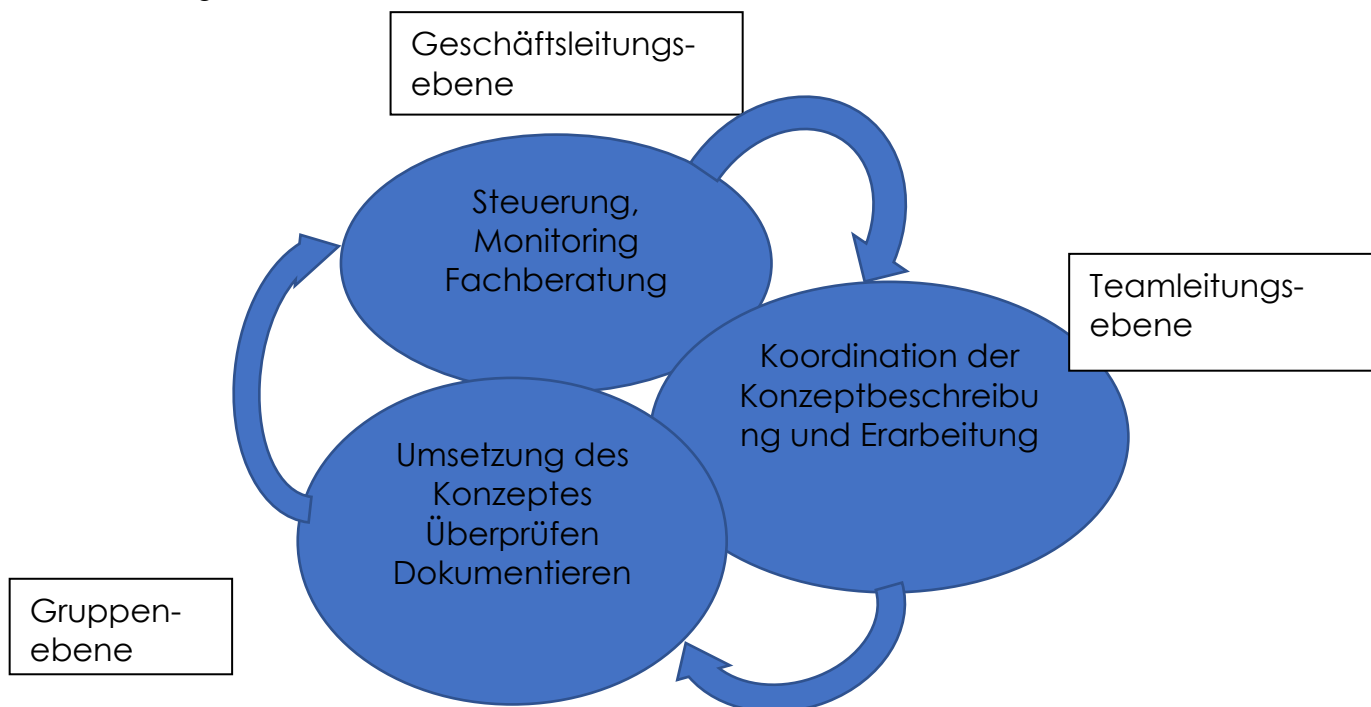 Geschäftsleitungs-
ebene
Steuerung,
Monitoring
Fachberatung
Teamleitungs-
ebene
Koordination der
Konzeptbeschreibu
ng und Erarbeitung
Umsetzung des
Konzeptes
Überprüfen
Dokumentieren
Gruppen-
ebene